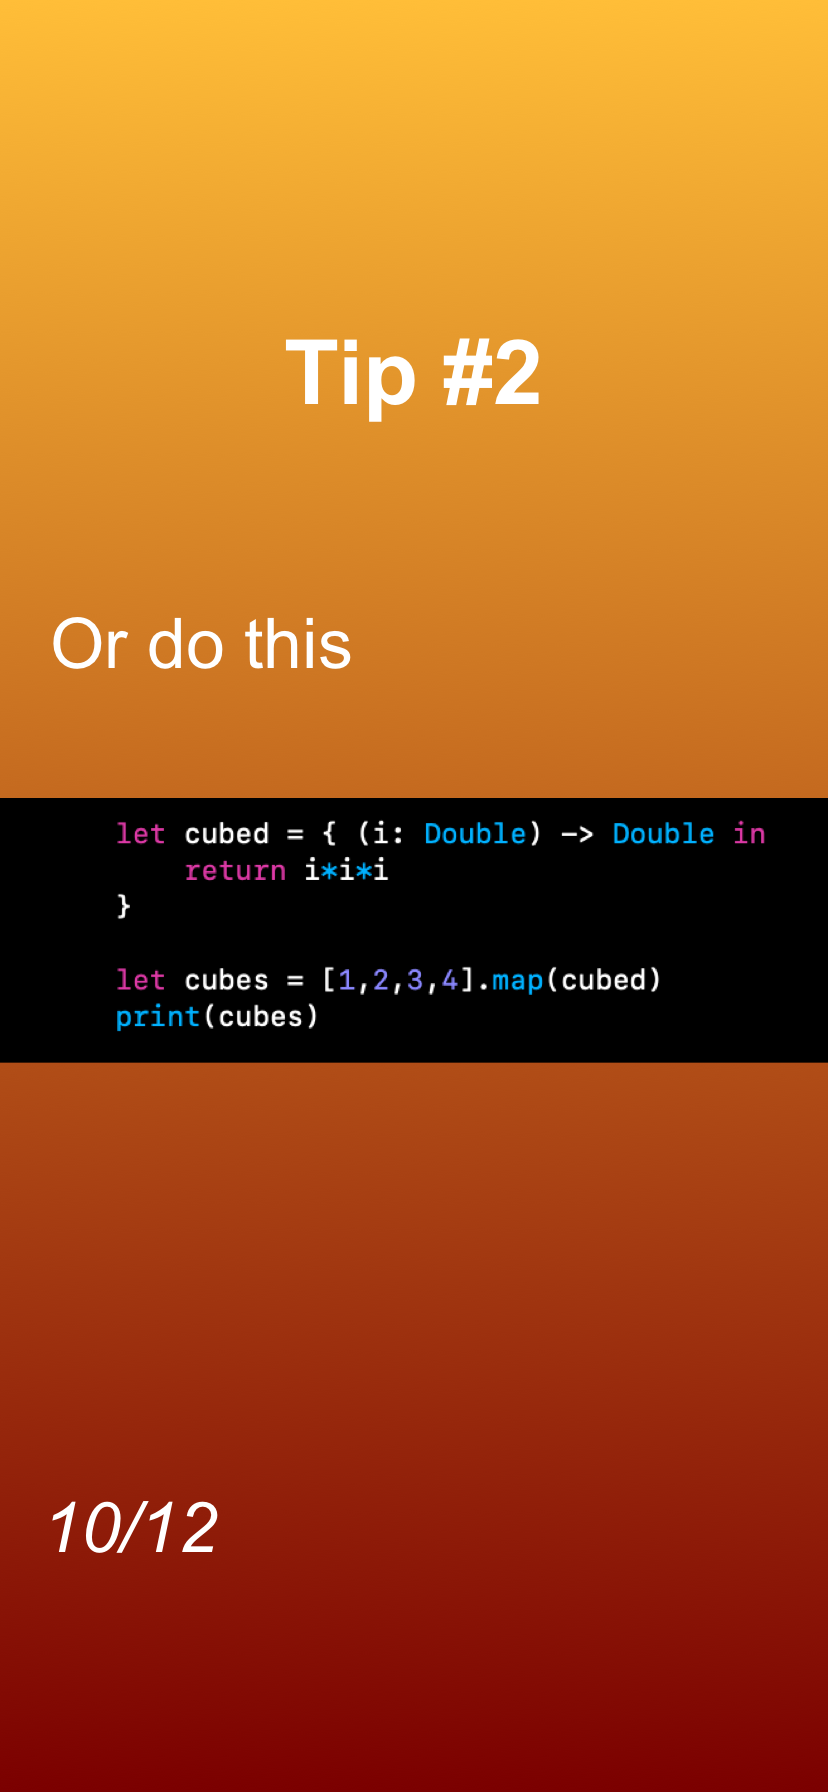 Tip #2
Or do this
let cubed = { (i: Double) -> Double in
    return i*i*i
}
let cubes = [1,2,3,4].map(cubed)
print(cubes)
10/12